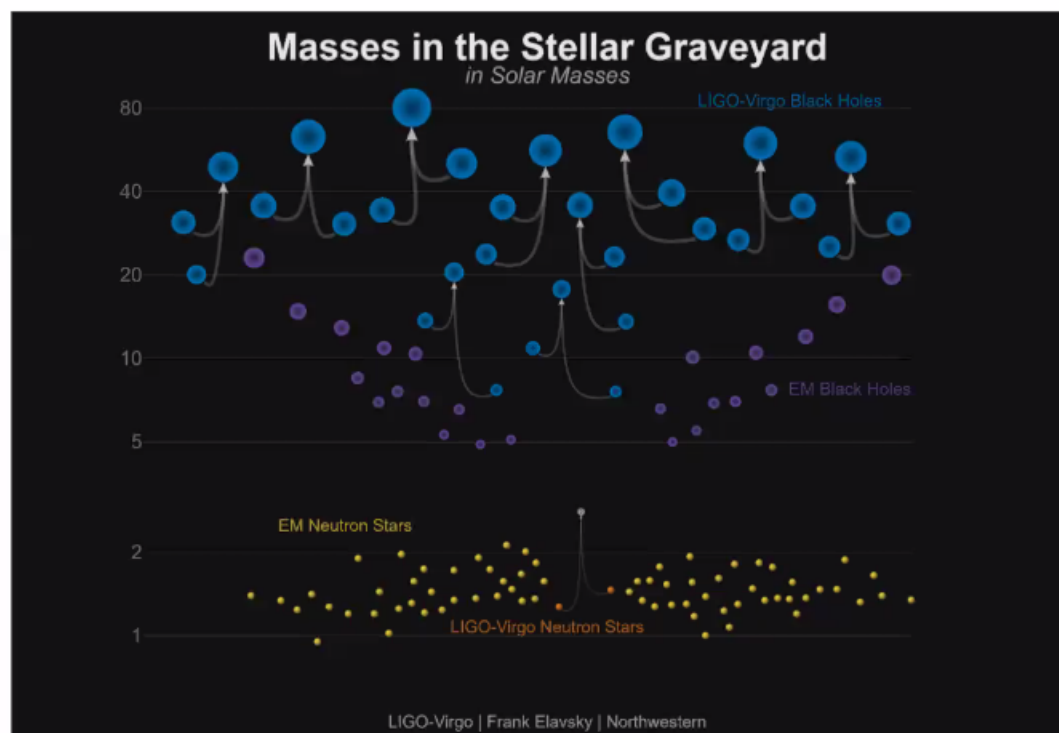 Masses in the Stellar Graveyard
in Solar Masses
LIGO-Virgo Black Holes
80
40
20
10
EM Black Holes
5
EM Neutron Stars
2
LIGO-Virgo Neutron Stars
1
LIGO-Virgo | Frank Elavsky | Northwestern